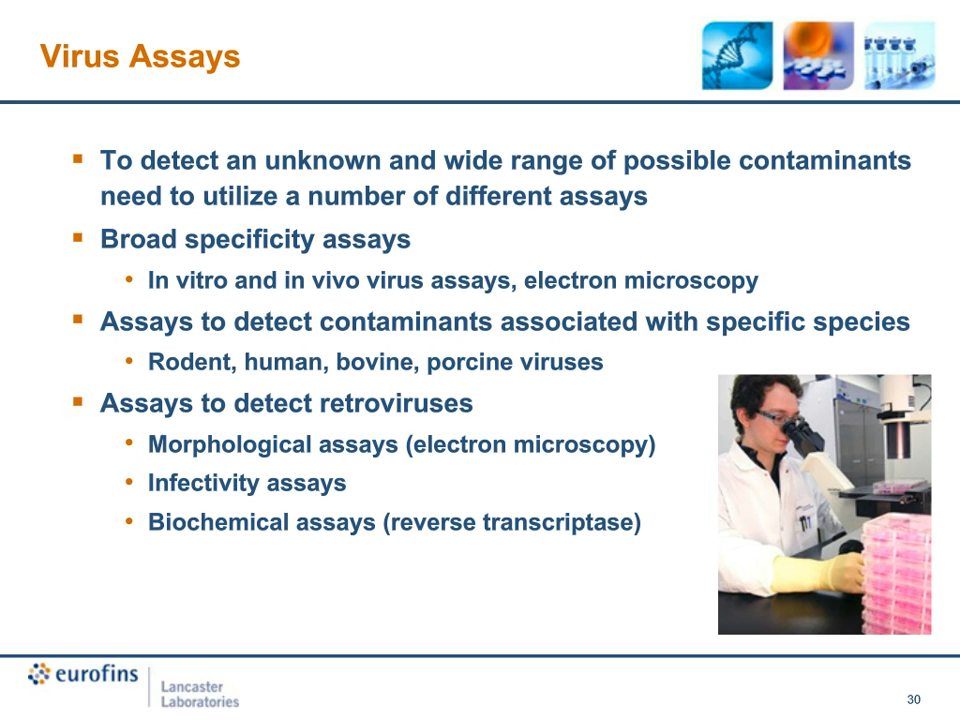 Virus Assays
▪ To detect an unknown and wide range of possible contaminants
need to utilize a number of different assays
▪ Broad specificity assays
• In vitro and in vivo virus assays, electron microscopy
▪ Assays to detect contaminants associated with specific species
• Rodent, human, bovine, porcine viruses
▪ Assays to detect retroviruses
• Morphological assays (electron microscopy)
• Infectivity assays
• Biochemical assays (reverse transcriptase)
eurofins
Lancaster
Laboratories
30